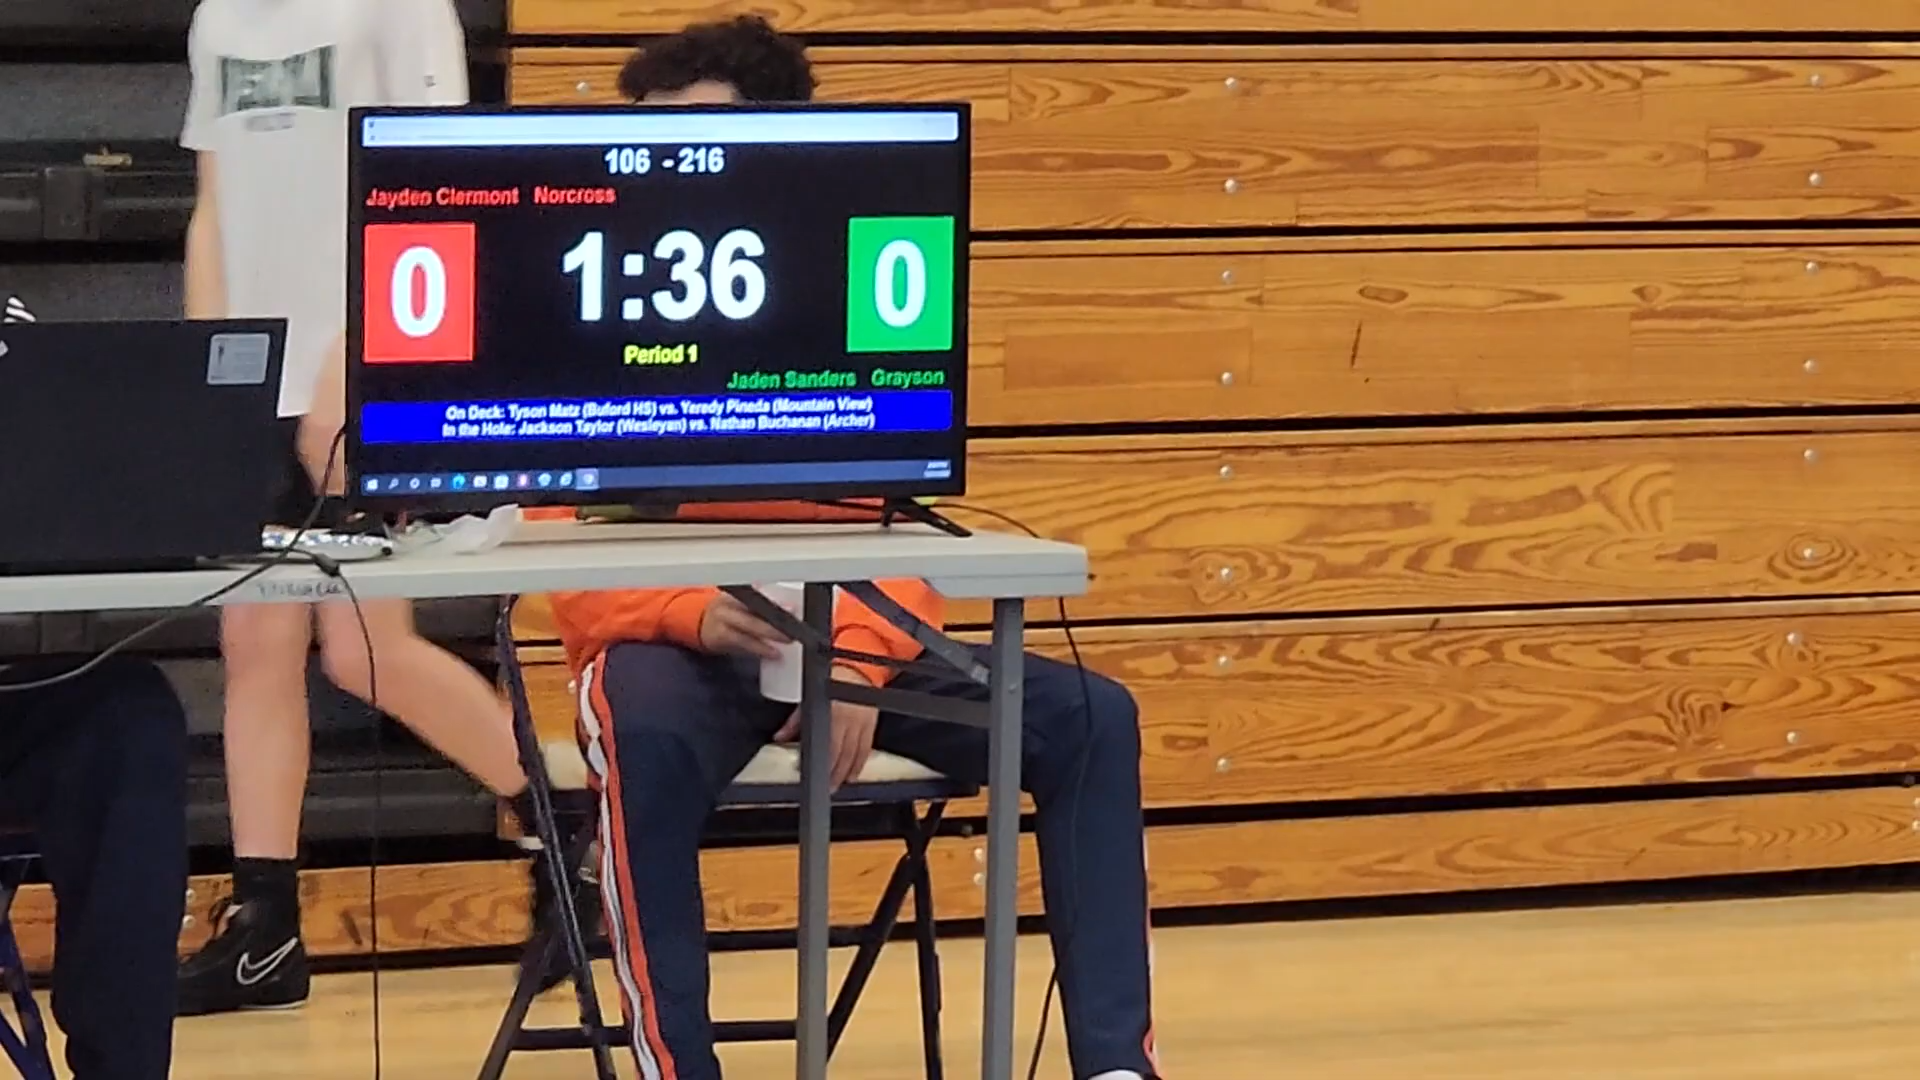 106 - 216
Jayden Clermont Norcross
0
1:36
0
Period 1
Jaden Sanders Grayson
On Deck: Tyson Matz (Buford HS) vs. Yeredy Pineda (Mountain View)
In the Hole: Jackson Taylor (Wesleyan) vs. Nathan Buchanan (Archer)